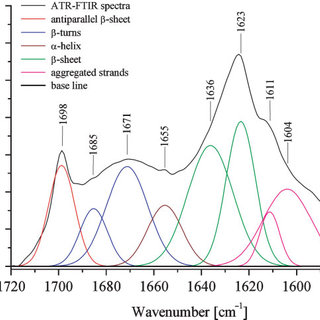 ATR-FTIR spectra
antiparallel β-sheet
β-turns
α-helix
β-sheet
aggregated strands
base line
1698
1685
1671
1655
1636
1623
1611
1604
1720 1700 1680 1660 1640 1620 1600
Wavenumber [cm⁻¹]